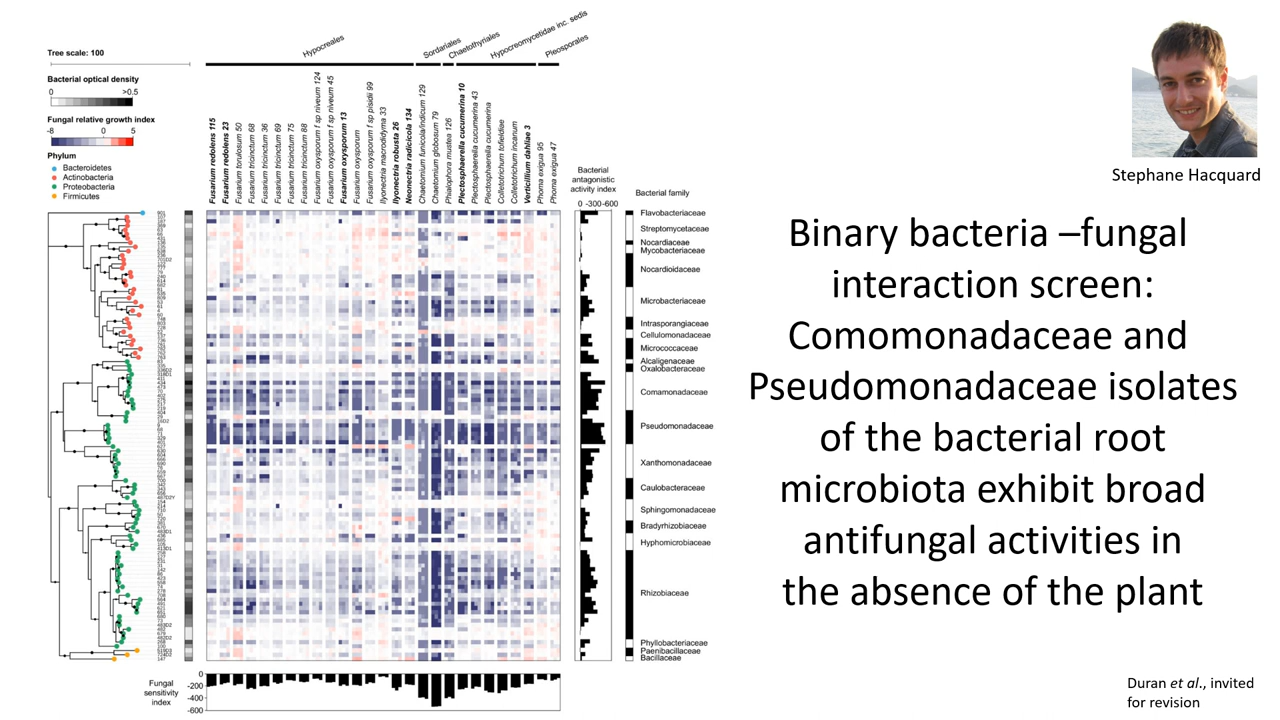 Tree scale: 100
Bacterial optical density
0 >0.5
Fungal relative growth index
-8 0 5
Phylum
Bacteroidetes
Actinobacteria
Proteobacteria
Firmicutes
Hypocreales
Sordariales
Chaetothyriales
Hypocreomycetidae inc. sedis
Pleosporales
Fusarium redolens 115
Fusarium redolens 23
Fusarium torulosum 50
Fusarium tricinctum 68
Fusarium tricinctum 36
Fusarium tricinctum 69
Fusarium tricinctum 75
Fusarium tricinctum 88
Fusarium oxysporum f sp niveum 124
Fusarium oxysporum f sp niveum 45
Fusarium oxysporum 13
Fusarium oxysporum
Fusarium oxysporum f sp pisidii 99
Ilyonectria macrodidyma 33
Ilyonectria robusta 26
Neonectria radicicola 134
Chaetomium funicola/indicum 129
Chaetomium globosum 79
Phialophora mustea 126
Plectosphaerella cucumerina 10
Plectosphaerella cucumerina 43
Plectosphaerella cucumerina
Colletotrichum tofieldiae
Colletotrichum incanum
Verticillium dahliae 3
Phoma exigua 95
Phoma exigua 47
Bacterial
antagonistic
activity index
0 -300-600
Bacterial family
Flavobacteriaceae
Streptomycetaceae
Nocardiaceae
Mycobacteriaceae
Nocardioidaceae
Microbacteriaceae
Intrasporangiaceae
Cellulomonadaceae
Micrococcaceae
Alcaligenaceae
Oxalobacteraceae
Comamonadaceae
Pseudomonadaceae
Xanthomonadaceae
Caulobacteraceae
Sphingomonadaceae
Bradyrhizobiaceae
Hyphomicrobiaceae
Rhizobiaceae
Phyllobacteriaceae
Paenibacillaceae
Bacillaceae
Fungal
sensitivity
index
0
-200
-400
-600
Stephane Hacquard
Binary bacteria –fungal
interaction screen:
Comomonadaceae and
Pseudomonadaceae isolates
of the bacterial root
microbiota exhibit broad
antifungal activities in
the absence of the plant
Duran et al., invited
for revision